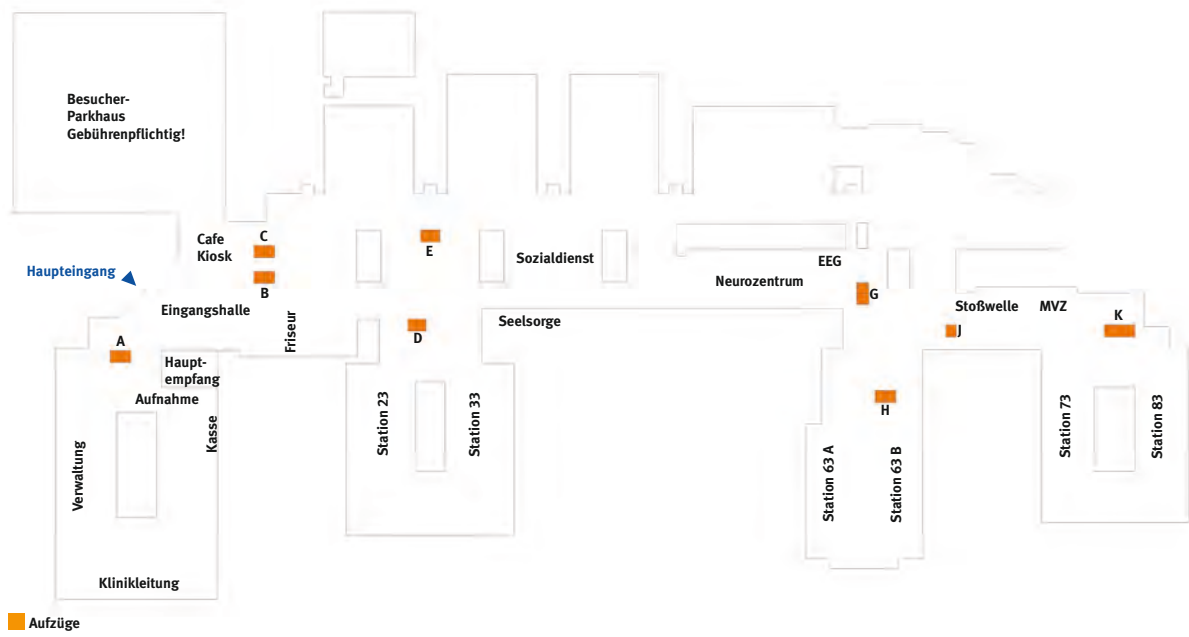 Besucher-
Parkhaus
Gebührenpflichtig!
Cafe
Kiosk
C
B
E
Sozialdienst
EEG
Neurozentrum
G
Haupteingang
Eingangshalle
Friseur
D
Seelsorge
Stoßwelle
MVZ
J
K
A
Haupt-
empfang
Aufnahme
Kasse
Verwaltung
Klinikleitung
Station 23
Station 33
H
Station 63 A
Station 63 B
Station 73
Station 83
Aufzüge